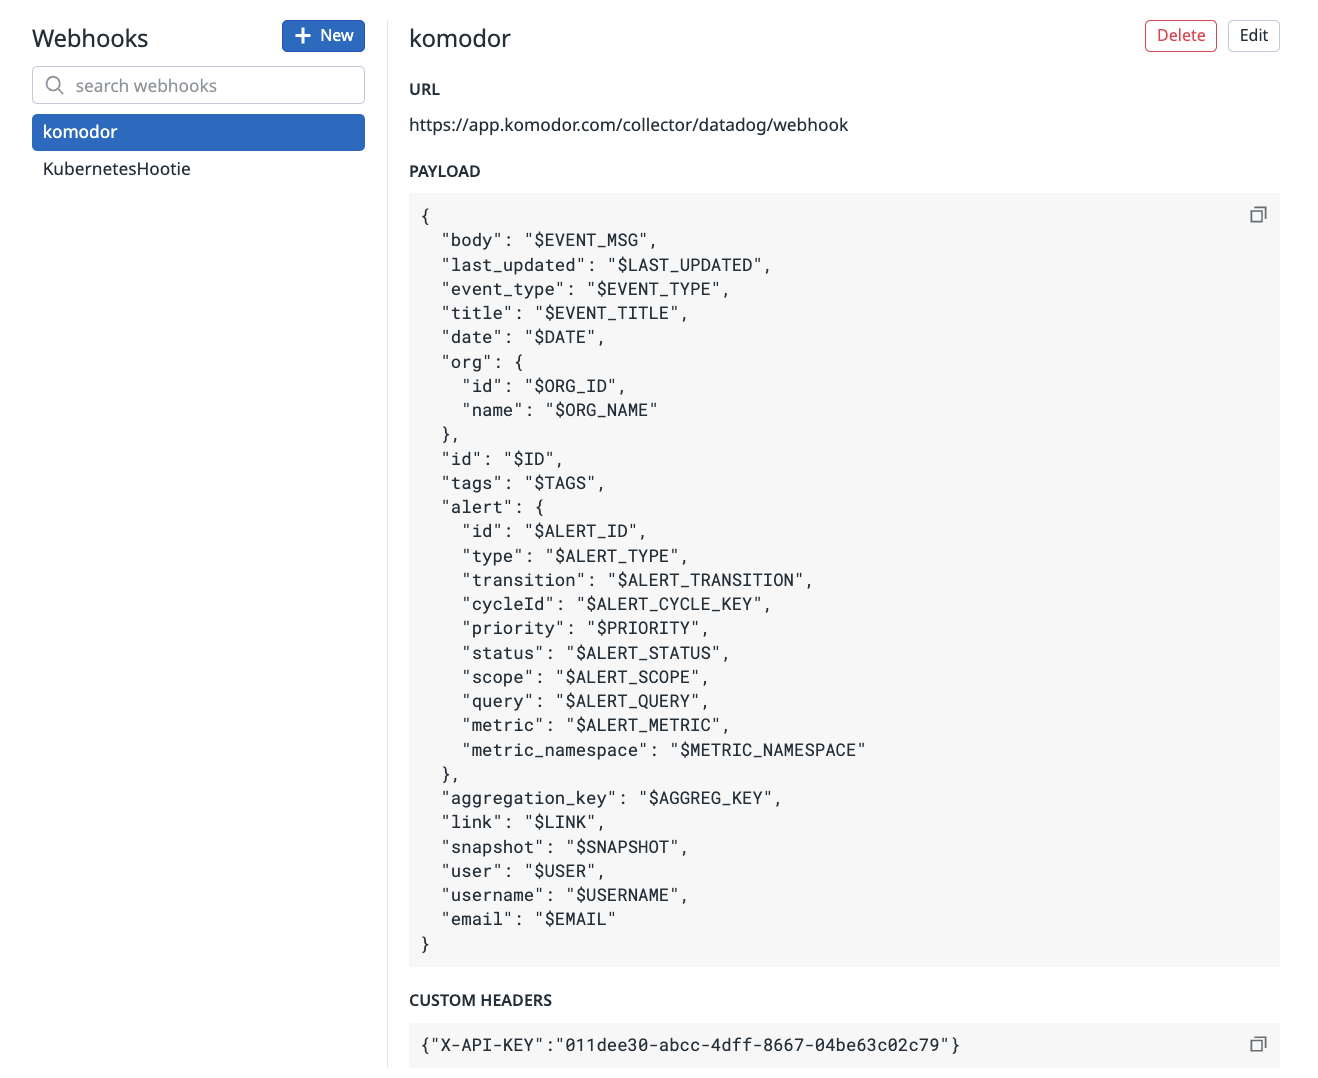 Webhooks
New
search webhooks
komodor
KubernetesHootie
komodor
Delete
Edit
URL
https://app.komodor.com/collector/datadog/webhook
PAYLOAD
{
  "body": "$EVENT_MSG",
  "last_updated": "$LAST_UPDATED",
  "event_type": "$EVENT_TYPE",
  "title": "$EVENT_TITLE",
  "date": "$DATE",
  "org": {
    "id": "$ORG_ID",
    "name": "$ORG_NAME"
  },
  "id": "$ID",
  "tags": "$TAGS",
  "alert": {
    "id": "$ALERT_ID",
    "type": "$ALERT_TYPE",
    "transition": "$ALERT_TRANSITION",
    "cycleId": "$ALERT_CYCLE_KEY",
    "priority": "$PRIORITY",
    "status": "$ALERT_STATUS",
    "scope": "$ALERT_SCOPE",
    "query": "$ALERT_QUERY",
    "metric": "$ALERT_METRIC",
    "metric_namespace": "$METRIC_NAMESPACE"
  },
  "aggregation_key": "$AGGREG_KEY",
  "link": "$LINK",
  "snapshot": "$SNAPSHOT",
  "user": "$USER",
  "username": "$USERNAME",
  "email": "$EMAIL"
}
CUSTOM HEADERS
{"X-API-KEY":"011dee30-abcc-4dff-8667-04be63c02c79"}